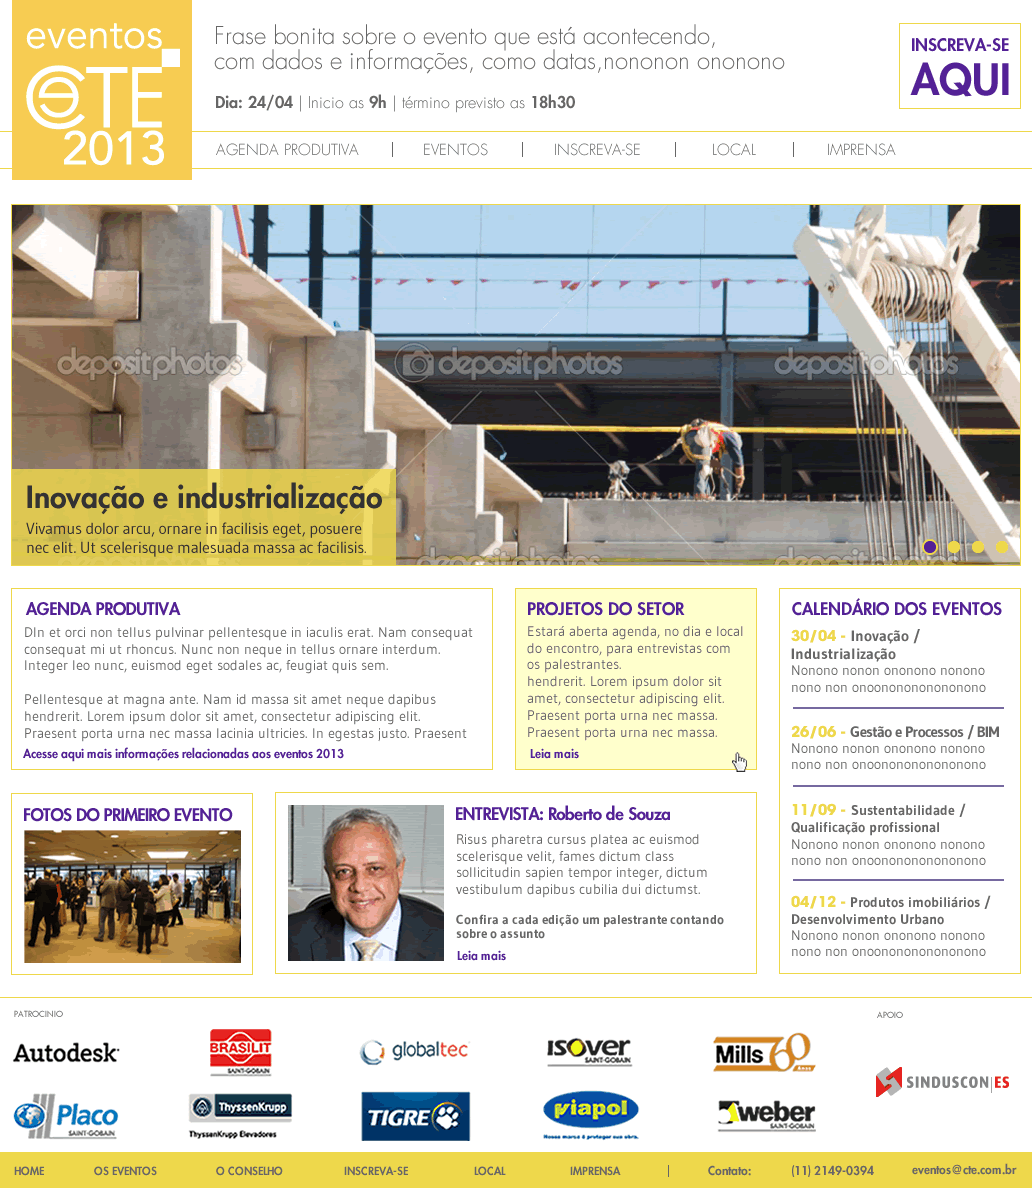 eventos
CTE
2013
Frase bonita sobre o evento que está acontecendo,
com dados e informações, como datas,nononon ononono
Dia: 24/04 | Inicio as 9h | término previsto as 18h30
INSCREVA-SE
AQUI
AGENDA PRODUTIVA | EVENTOS | INSCREVA-SE | LOCAL | IMPRENSA
depositphotos depositphotos depositphotos
Inovação e industrialização
Vivamus dolor arcu, ornare in facilisis eget, posuere
nec elit. Ut scelerisque malesuada massa ac facilisis.
depositphotos depositphotos
AGENDA PRODUTIVA
DIn et orci non tellus pulvinar pellentesque in iaculis erat. Nam consequat
consequat mi ut rhoncus. Nunc non neque in tellus ornare interdum.
Integer leo nunc, euismod eget sodales ac, feugiat quis sem.
Pellentesque at magna ante. Nam id massa sit amet neque dapibus
hendrerit. Lorem ipsum dolor sit amet, consectetur adipiscing elit.
Praesent porta urna nec massa lacinia ultricies. In egestas justo. Praesent
Acesse aqui mais informações relacionadas aos eventos 2013
PROJETOS DO SETOR
Estará aberta agenda, no dia e local
do encontro, para entrevistas com
os palestrantes.
hendrerit. Lorem ipsum dolor sit
amet, consectetur adipiscing elit.
Praesent porta urna nec massa.
Praesent porta urna nec massa.
Leia mais
CALENDÁRIO DOS EVENTOS
30/04 - Inovação /
Industrialização
Nonono nonon ononono nonono
nono non onoononononononono
26/06 - Gestão e Processos / BIM
Nonono nonon ononono nonono
nono non onoononononononono
11/09 - Sustentabilidade /
Qualificação profissional
Nonono nonon ononono nonono
nono non onoononononononono
04/12 - Produtos imobiliários /
Desenvolvimento Urbano
Nonono nonon ononono nonono
nono non onoononononononono
FOTOS DO PRIMEIRO EVENTO
ENTREVISTA: Roberto de Souza
Risus pharetra cursus platea ac euismod
scelerisque velit, fames dictum class
sollicitudin sapien tempor integer, dictum
vestibulum dapibus cubilia dui dictumst.
Confira a cada edição um palestrante contando
sobre o assunto
Leia mais
PATROCINIO
APOIO
Autodesk
BRASILIT
SAINT-GOBAIN
globaltec
ISOVER
SAINT-GOBAIN
Mills 60
Anos
SINDUSCON|ES
Placo
SAINT-GOBAIN
ThyssenKrupp
ThyssenKrupp Elevadores
TIGRE
viapol
Nossa marca é proteger sua obra.
weber
SAINT-GOBAIN
HOME OS EVENTOS O CONSELHO INSCREVA-SE LOCAL IMPRENSA | Contato: (11) 2149-0394 eventos@cte.com.br